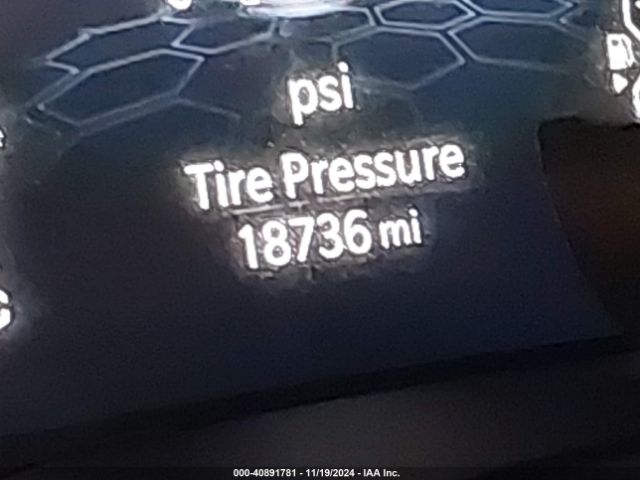 psi
Tire Pressure
18736 mi
000-40891781 - 11/19/2024 - IAA Inc.